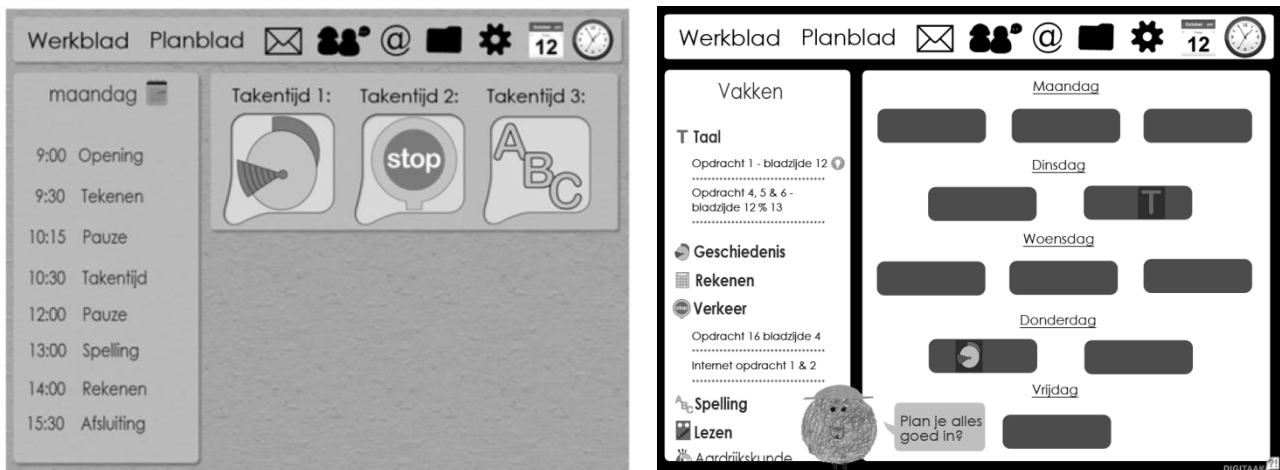 Werkblad Planblad @ October 12
maandag
9:00 Opening
9:30 Tekenen
10:15 Pauze
10:30 Takentijd
12:00 Pauze
13:00 Spelling
14:00 Rekenen
15:30 Afsluiting
Takentijd 1: Takentijd 2: Takentijd 3:
stop
ABC
Werkblad Planblad @ October 12
Vakken
T Taal
Opdracht 1 - bladzijde 12
Opdracht 4, 5 & 6 -
bladzijde 12 % 13
Geschiedenis
Rekenen
stop Verkeer
Opdracht 16 bladzijde 4
Internet opdracht 1 & 2
ABC Spelling
Lezen
Aardrijkskunde
Maandag
Dinsdag
T
Woensdag
Donderdag
Vrijdag
Plan je alles
goed in?
DIGITAAK